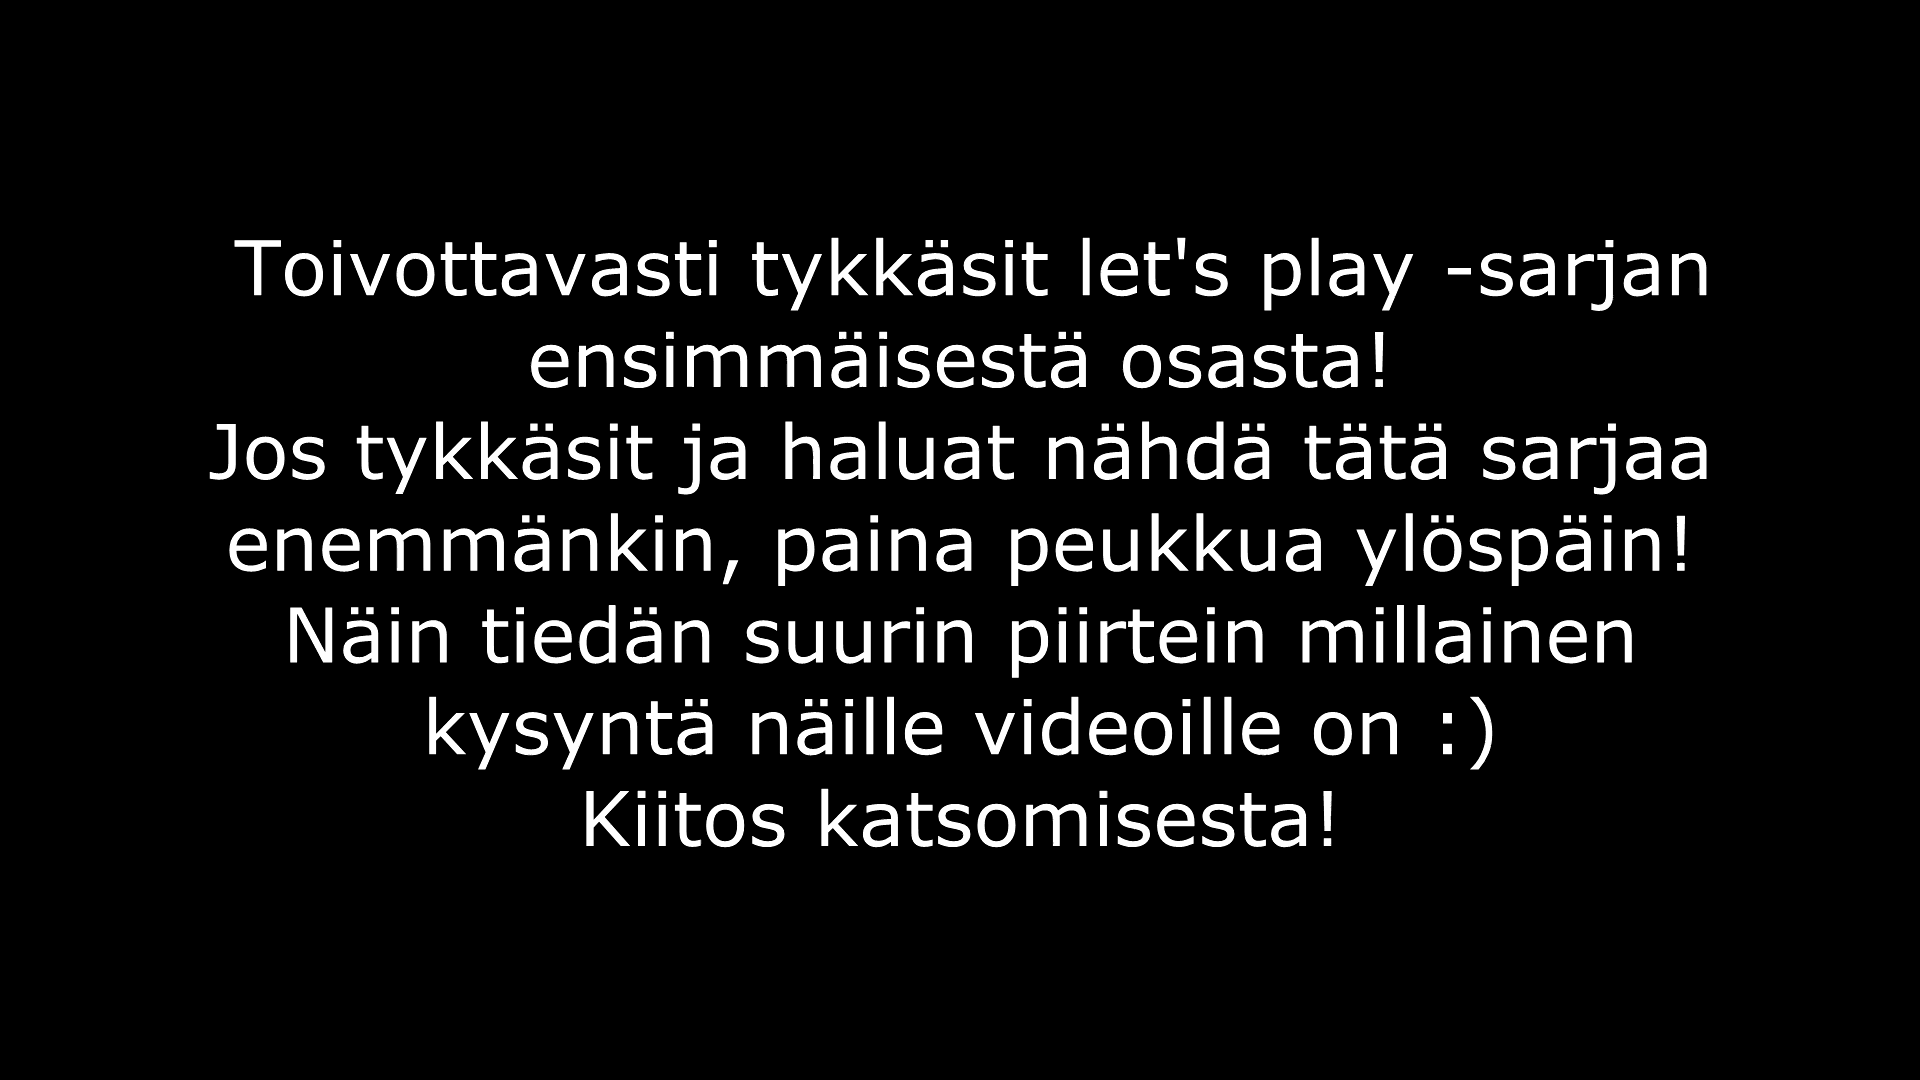 Toivottavasti tykkäsit let's play -sarjan
ensimmäisestä osasta!
Jos tykkäsit ja haluat nähdä tätä sarjaa
enemmänkin, paina peukkua ylöspäin!
Näin tiedän suurin piirtein millainen
kysyntä näille videoille on :)
Kiitos katsomisesta!